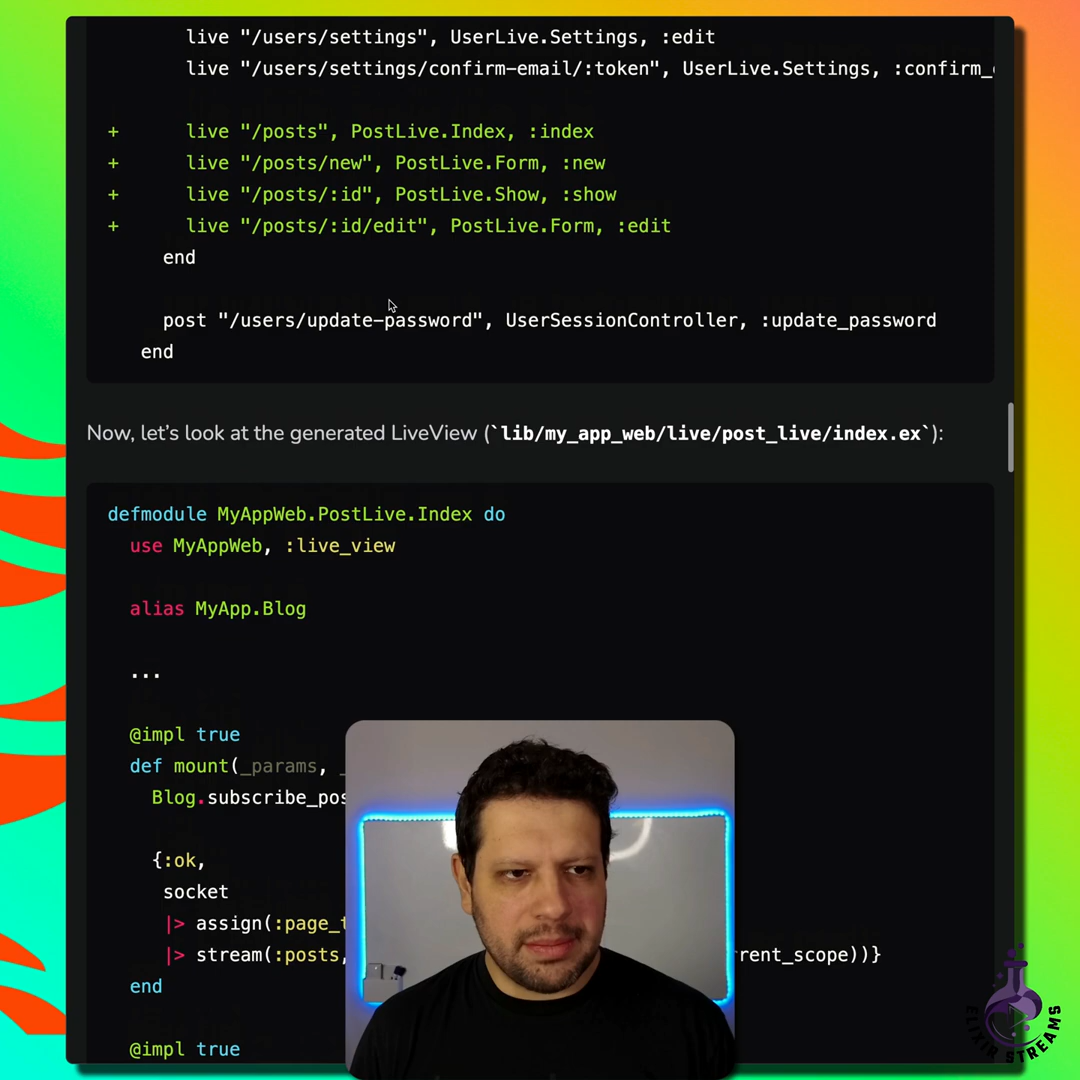 live "/users/settings", UserLive.Settings, :edit
live "/users/settings/confirm-email/:token", UserLive.Settings, :confirm_
+ live "/posts", PostLive.Index, :index
+ live "/posts/new", PostLive.Form, :new
+ live "/posts/:id", PostLive.Show, :show
+ live "/posts/:id/edit", PostLive.Form, :edit
end
post "/users/update-password", UserSessionController, :update_password
end
Now, let's look at the generated LiveView (`lib/my_app_web/live/post_live/index.ex`):
defmodule MyAppWeb.PostLive.Index do
use MyAppWeb, :live_view
alias MyApp.Blog
...
@impl true
def mount(_params, _
Blog.subscribe_pos
{:ok,
socket
|> assign(:page_t
|> stream(:posts, rrent_scope))}
end
@impl true
ELIXIR STREAMS